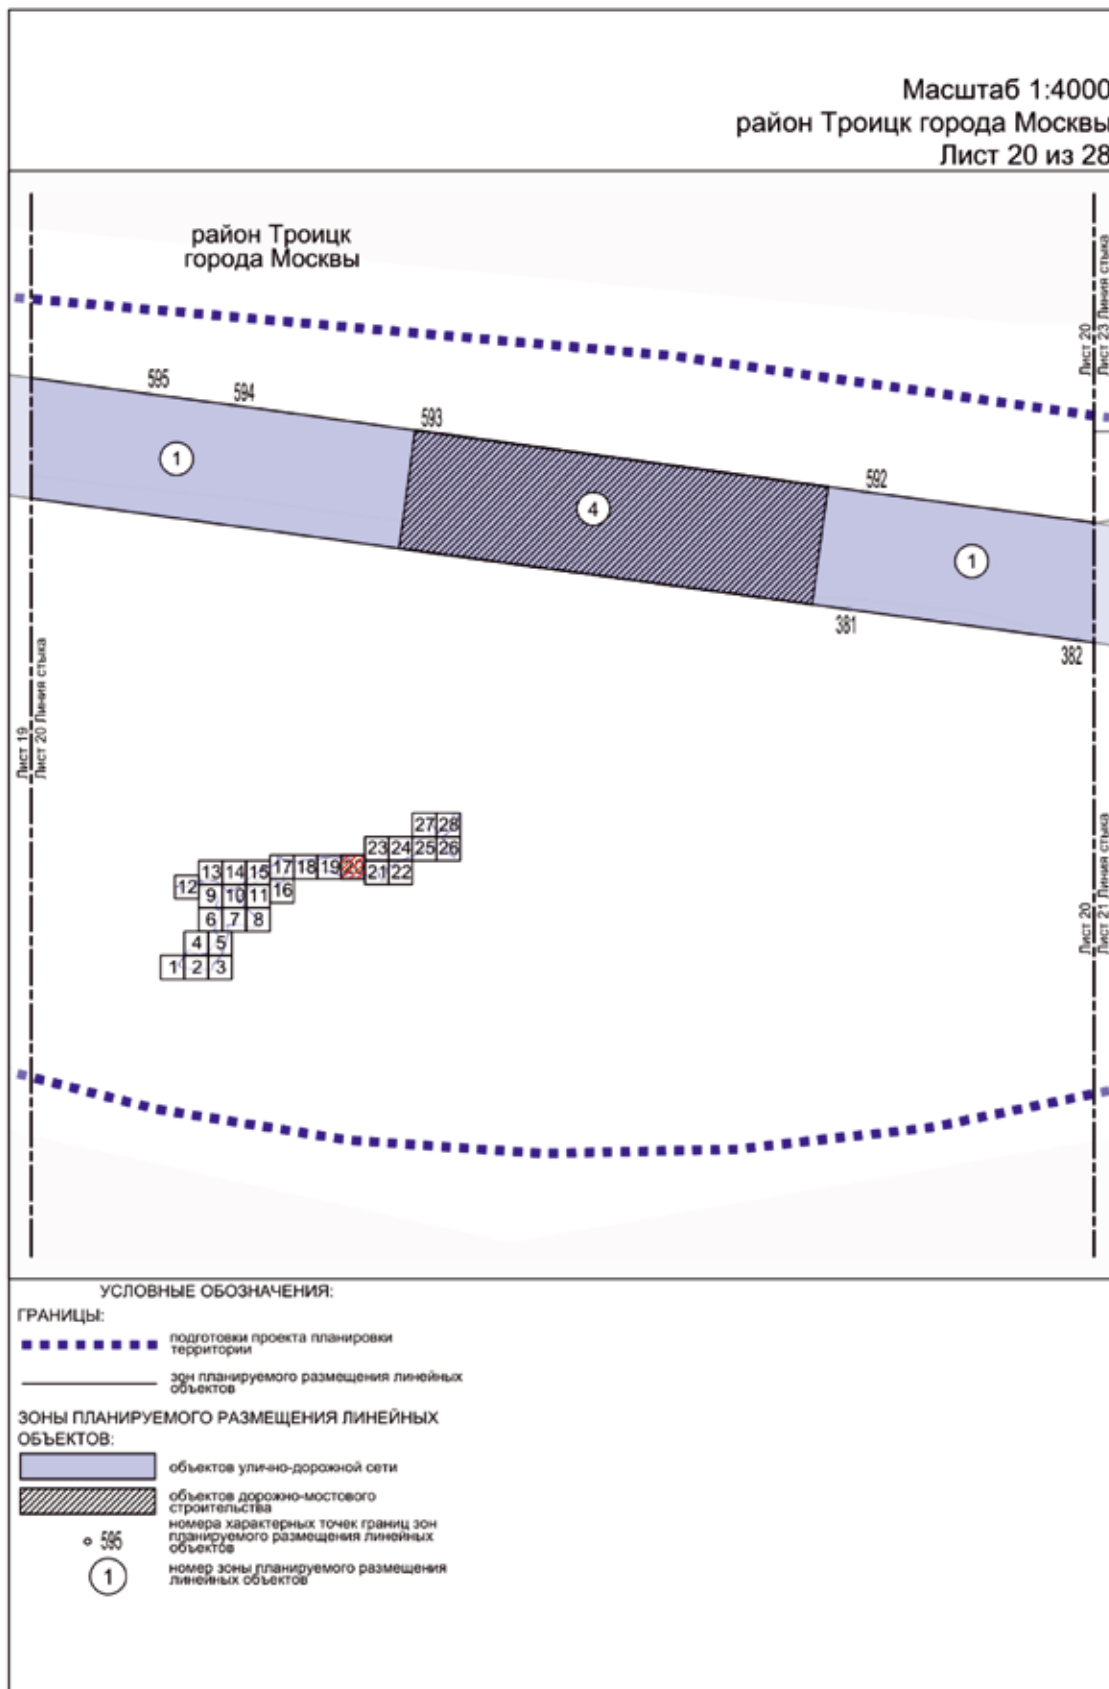 Масштаб 1:4000
район Троицк города Москвы
Лист 20 из 28
район Троицк
города Москвы
Лист 20
Лист 23 Линия стыка
595
594
593
592
1
4
1
381
382
Лист 19
Лист 20 Линия стыка
Лист 20
Лист 21 Линия стыка
27 28
23 24 25 26
13 14 15 17 18 19 20 21 22
12 9 10 11 16
6 7 8
4 5
1 2 3
УСЛОВНЫЕ ОБОЗНАЧЕНИЯ:
ГРАНИЦЫ:
подготовки проекта планировки
территории
зон планируемого размещения линейных
объектов
ЗОНЫ ПЛАНИРУЕМОГО РАЗМЕЩЕНИЯ ЛИНЕЙНЫХ
ОБЪЕКТОВ:
объектов улично-дорожной сети
объектов дорожно-мостового
строительства
595
номера характерных точек границ зон
планируемого размещения линейных
объектов
1
номер зоны планируемого размещения
линейных объектов